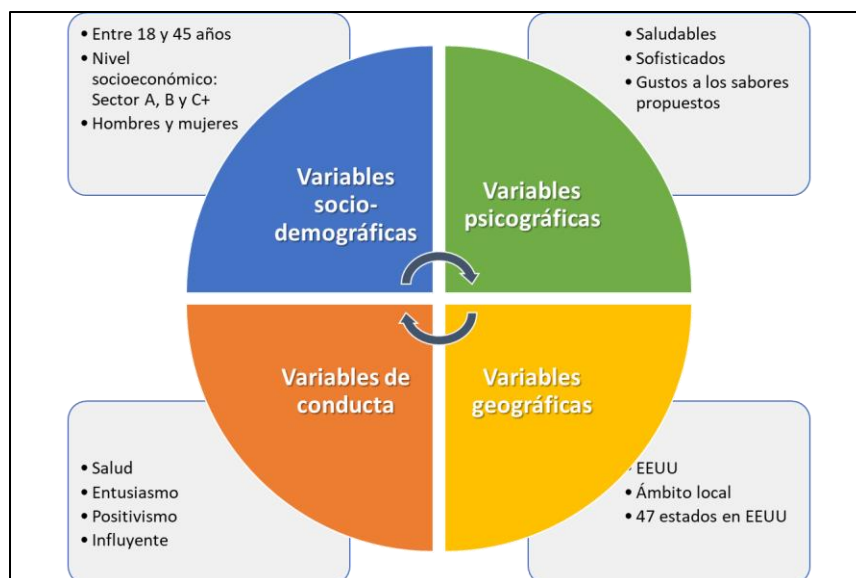 • Entre 18 y 45 años
• Nivel
socioeconómico:
Sector A, B y C+
• Hombres y mujeres
• Saludables
• Sofisticados
• Gustos a los sabores
propuestos
Variables
socio-
demográficas
Variables
psicográficas
Variables de
conducta
Variables
geográficas
• Salud
• Entusiasmo
• Positivismo
• Influyente
• EEUU
• Ámbito local
• 47 estados en EEUU